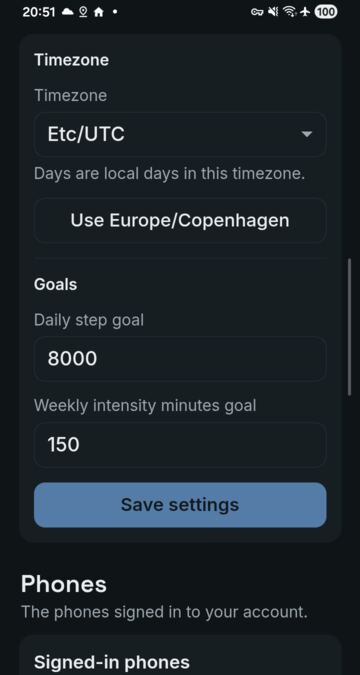 20:51
100
Timezone
Timezone
Etc/UTC
Days are local days in this timezone.
Use Europe/Copenhagen
Goals
Daily step goal
8000
Weekly intensity minutes goal
150
Save settings
Phones
The phones signed in to your account.
Signed-in phones